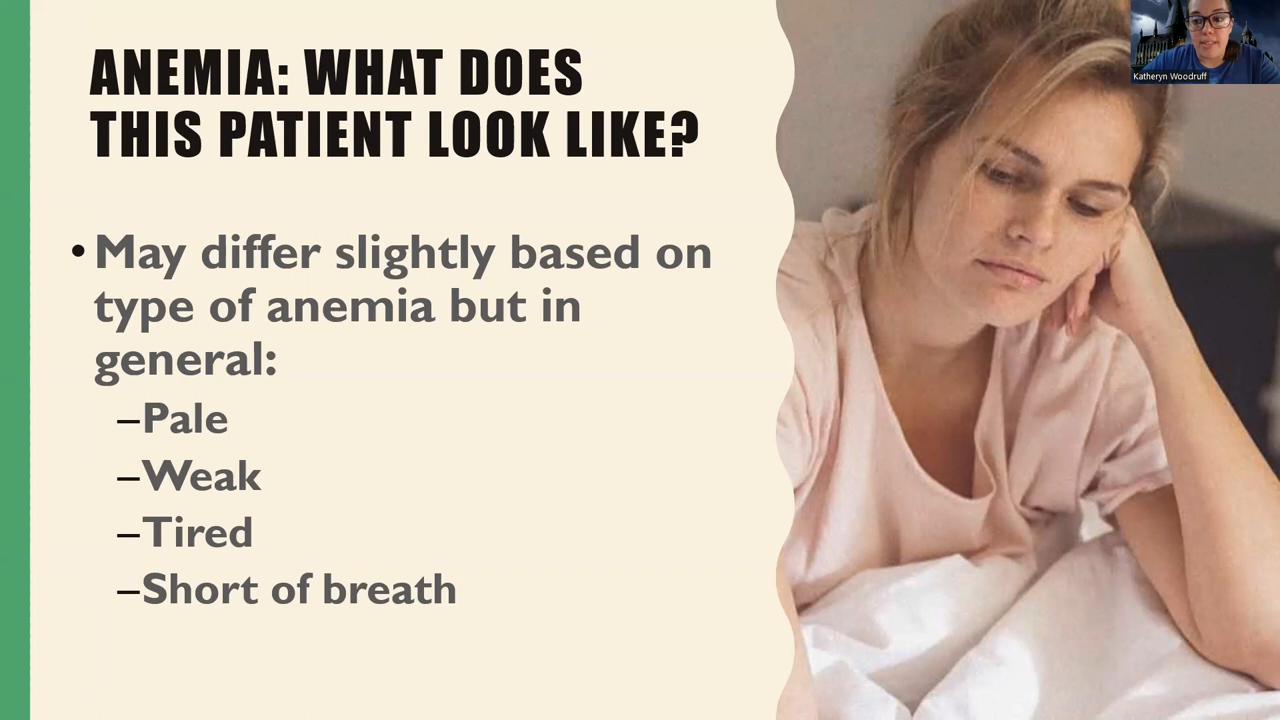 ANEMIA: WHAT DOES
THIS PATIENT LOOK LIKE?
• May differ slightly based on
type of anemia but in
general:
–Pale
–Weak
–Tired
–Short of breath
Katheryn Woodruff